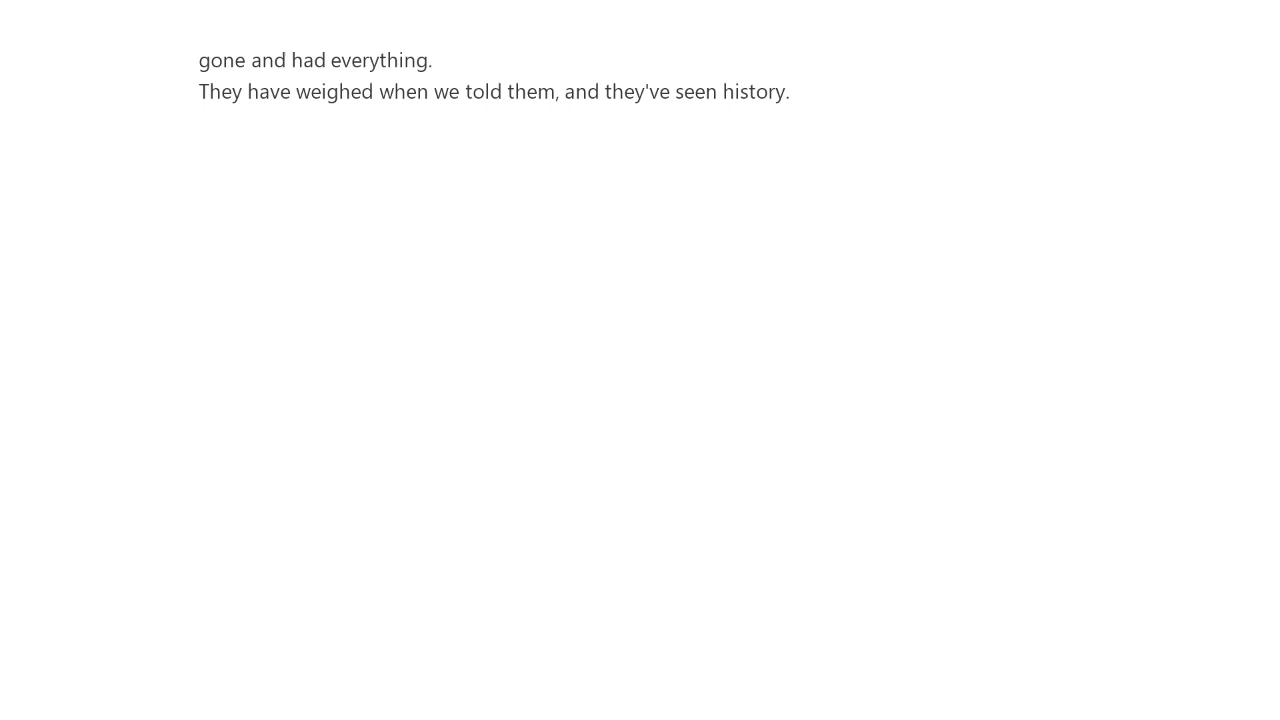 gone and had everything.
They have weighed when we told them, and they've seen history.